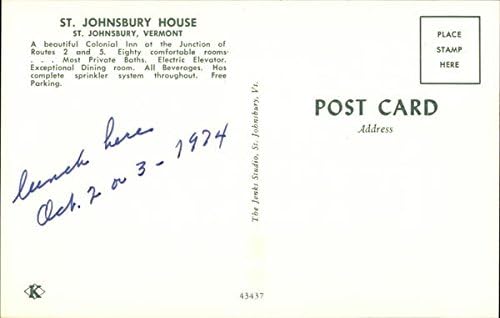 ST. JOHNSBURY HOUSE
ST. JOHNSBURY, VERMONT
A beautiful Colonial Inn at the Junction of
Routes 2 and 5. Eighty comfortable rooms-
. . . Most Private Baths. Electric Elevator.
Exceptional Dining room. All Beverages. Has
complete sprinkler system throughout. Free
Parking.
lunch here
Oct. 2 or 3 - 1974
K
43437
The Jenks Studio, St. Johnsbury, Vt.
PLACE
STAMP
HERE
POST CARD
Address